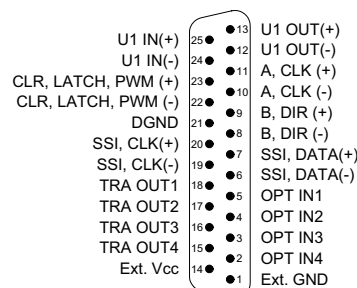 U1 IN(+) 25
U1 IN(-) 24
CLR, LATCH, PWM (+) 23
CLR, LATCH, PWM (-) 22
DGND 21
SSI, CLK(+) 20
SSI, CLK(-) 19
TRA OUT1 18
TRA OUT2 17
TRA OUT3 16
TRA OUT4 15
Ext. Vcc 14
13 U1 OUT(+)
12 U1 OUT(-)
11 A, CLK (+)
10 A, CLK (-)
9 B, DIR (+)
8 B, DIR (-)
7 SSI, DATA(+)
6 SSI, DATA(-)
5 OPT IN1
4 OPT IN2
3 OPT IN3
2 OPT IN4
1 Ext. GND